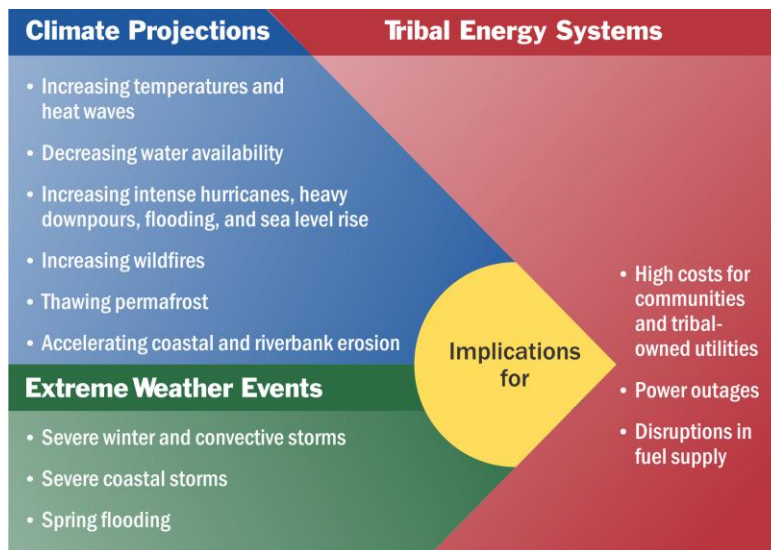 Climate Projections
• Increasing temperatures and
heat waves
• Decreasing water availability
• Increasing intense hurricanes, heavy
downpours, flooding, and sea level rise
• Increasing wildfires
• Thawing permafrost
• Accelerating coastal and riverbank erosion
Extreme Weather Events
• Severe winter and convective storms
• Severe coastal storms
• Spring flooding
Implications
for
Tribal Energy Systems
• High costs for
communities
and tribal-
owned utilities
• Power outages
• Disruptions in
fuel supply